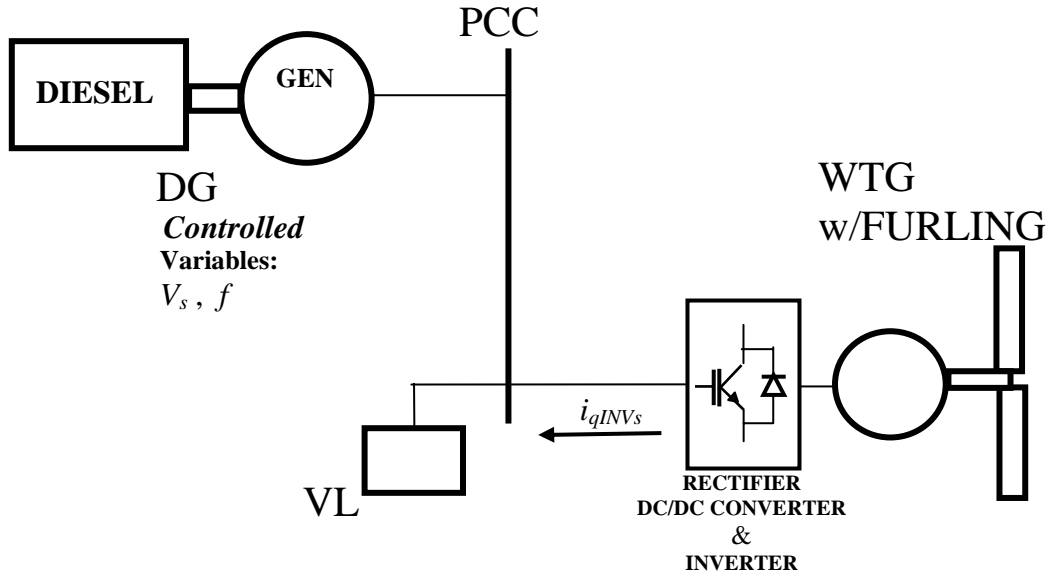 PCC
DIESEL
GEN
DG
Controlled
Variables:
Vs , f
WTG
w/FURLING
iqINVs
VL
RECTIFIER
DC/DC CONVERTER
&
INVERTER